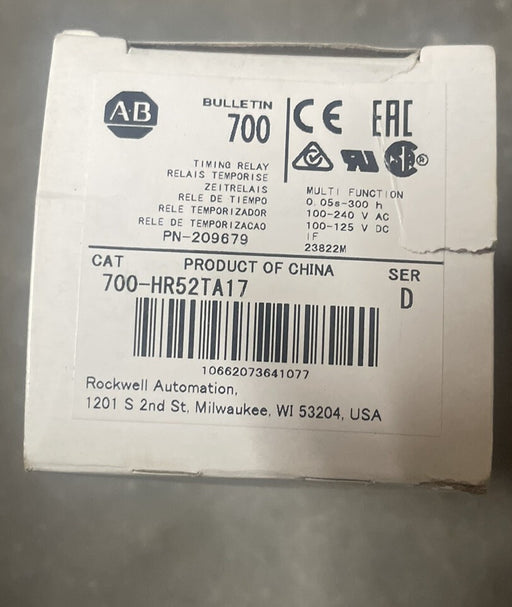 AB
BULLETIN
700
CE EAC
TIMING RELAY
RELAIS TEMPORISE
ZEITRELAIS
RELE DE TIEMPO
RELE TEMPORIZADOR
RELE DE TEMPORIZACAO
PN-209679
MULTI FUNCTION
0.05s-300 h
100-240 V AC
100-125 V DC
23822M
CAT
PRODUCT OF CHINA
SER
700-HR52TA17
D
10662073641077
Rockwell Automation,
1201 S 2nd St, Milwaukee, WI 53204, USA